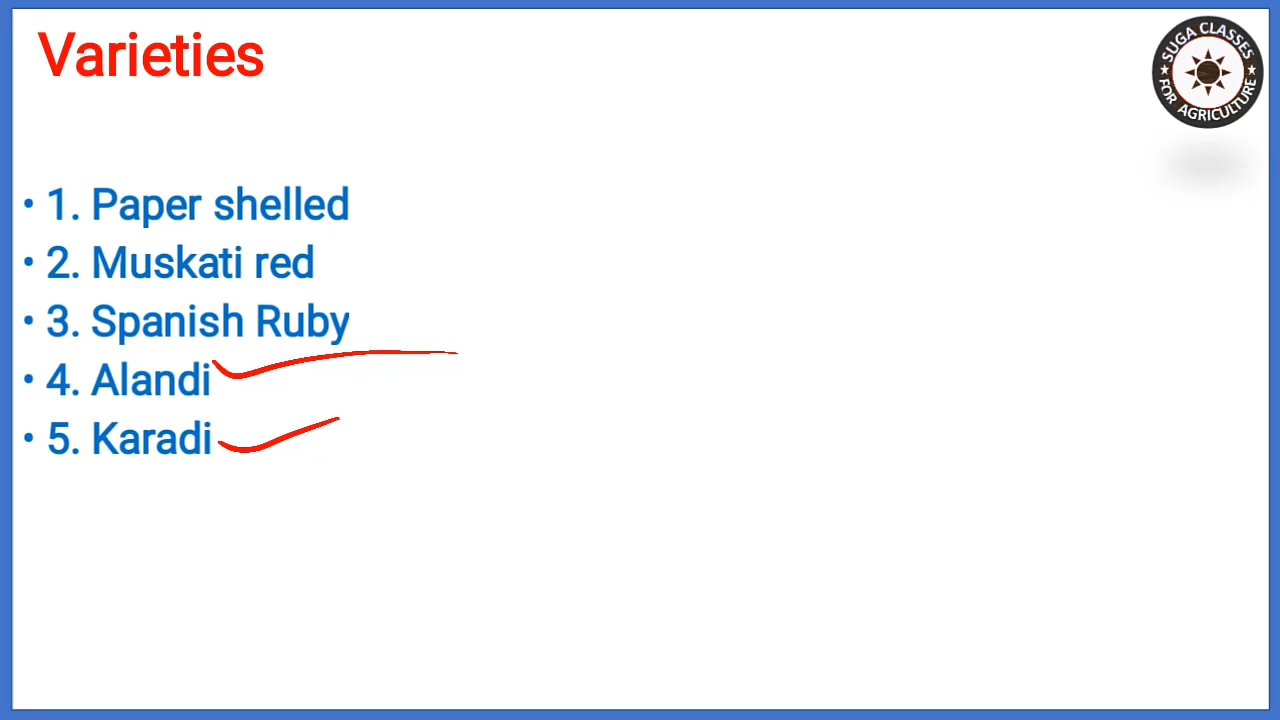 Varieties
SUGA CLASSES
FOR AGRICULTURE
• 1. Paper shelled
• 2. Muskati red
• 3. Spanish Ruby
• 4. Alandi
• 5. Karadi